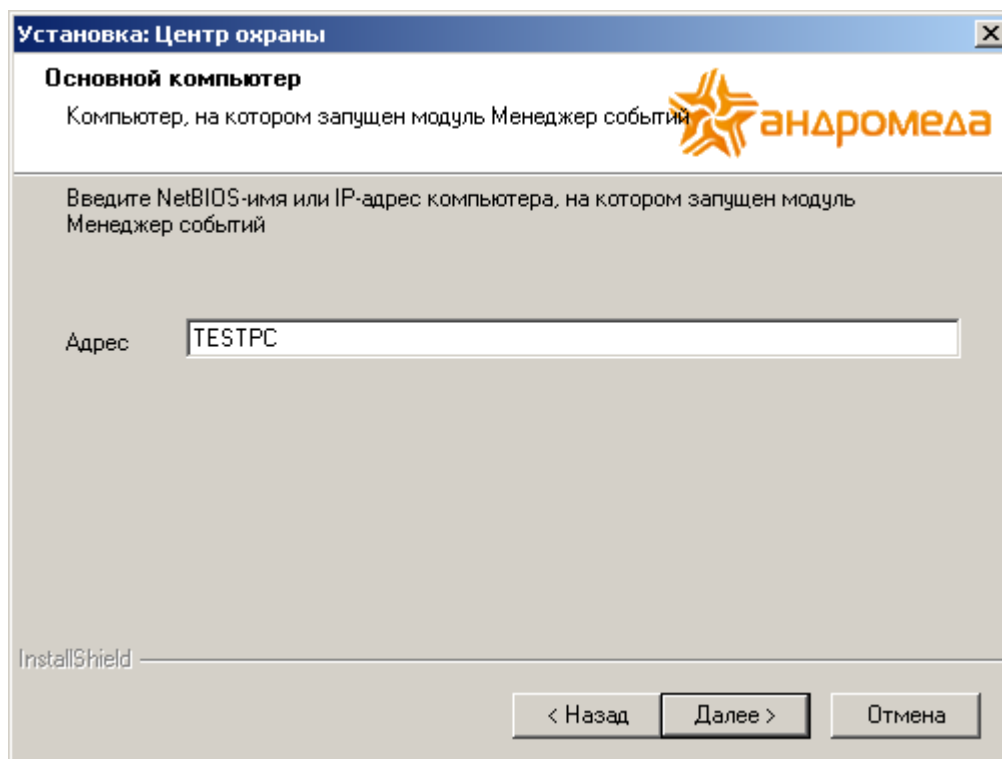 Установка: Центр охраны
Основной компьютер
Компьютер, на котором запущен модуль Менеджер событий
андромеда
Введите NetBIOS-имя или IP-адрес компьютера, на котором запущен модуль
Менеджер событий
Адрес
TESTPC
InstallShield
< Назад
Далее >
Отмена